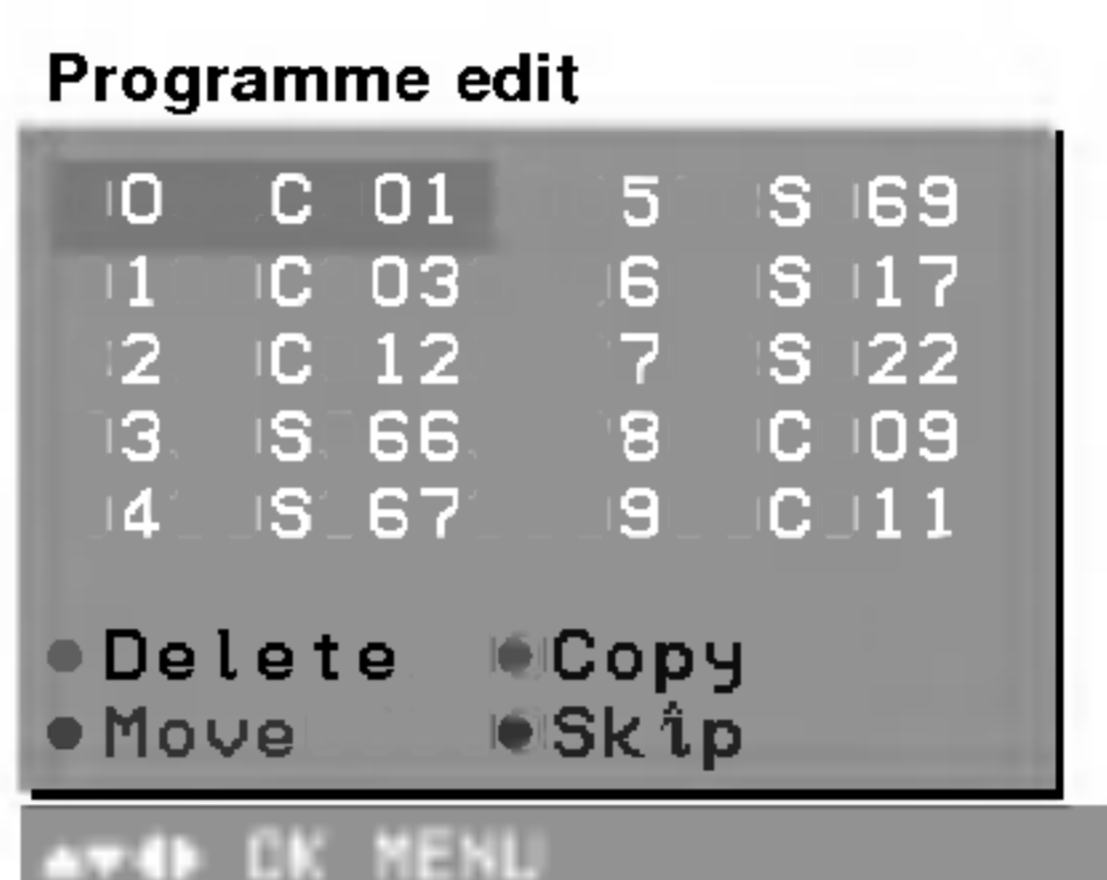 Programme edit
0 C 01 5 S 69
1 C 03 6 S 17
2 C 12 7 S 22
3 S 66 8 C 09
4 S 67 9 C 11
Delete Copy
Move Skip
▲▼◀▶ OK MENU